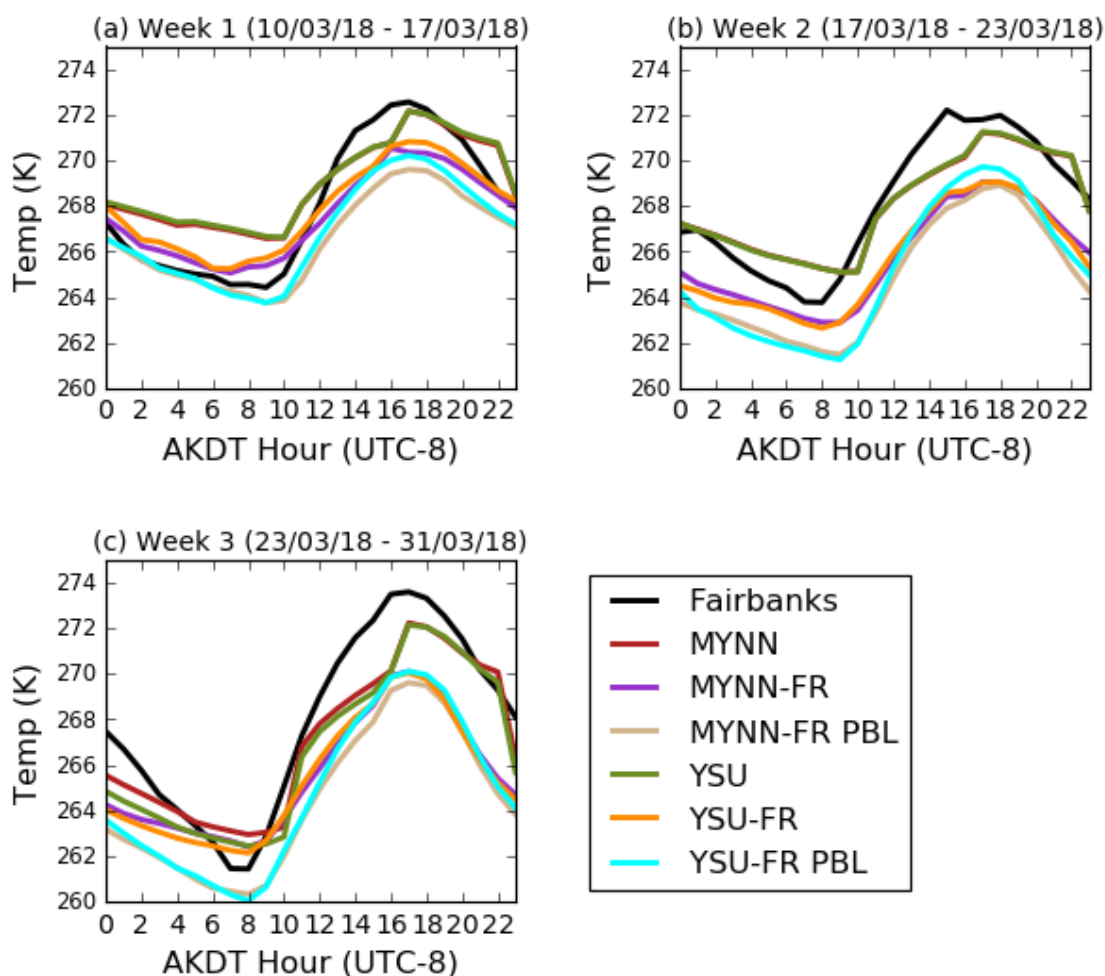 (a) Week 1 (10/03/18 - 17/03/18)
274
272
270
268
266
264
262
260
Temp (K)
0 2 4 6 8 10 12 14 16 18 20 22
AKDT Hour (UTC-8)
(b) Week 2 (17/03/18 - 23/03/18)
274
272
270
268
266
264
262
260
Temp (K)
0 2 4 6 8 10 12 14 16 18 20 22
AKDT Hour (UTC-8)
(c) Week 3 (23/03/18 - 31/03/18)
274
272
270
268
266
264
262
260
Temp (K)
0 2 4 6 8 10 12 14 16 18 20 22
AKDT Hour (UTC-8)
Fairbanks
MYNN
MYNN-FR
MYNN-FR PBL
YSU
YSU-FR
YSU-FR PBL